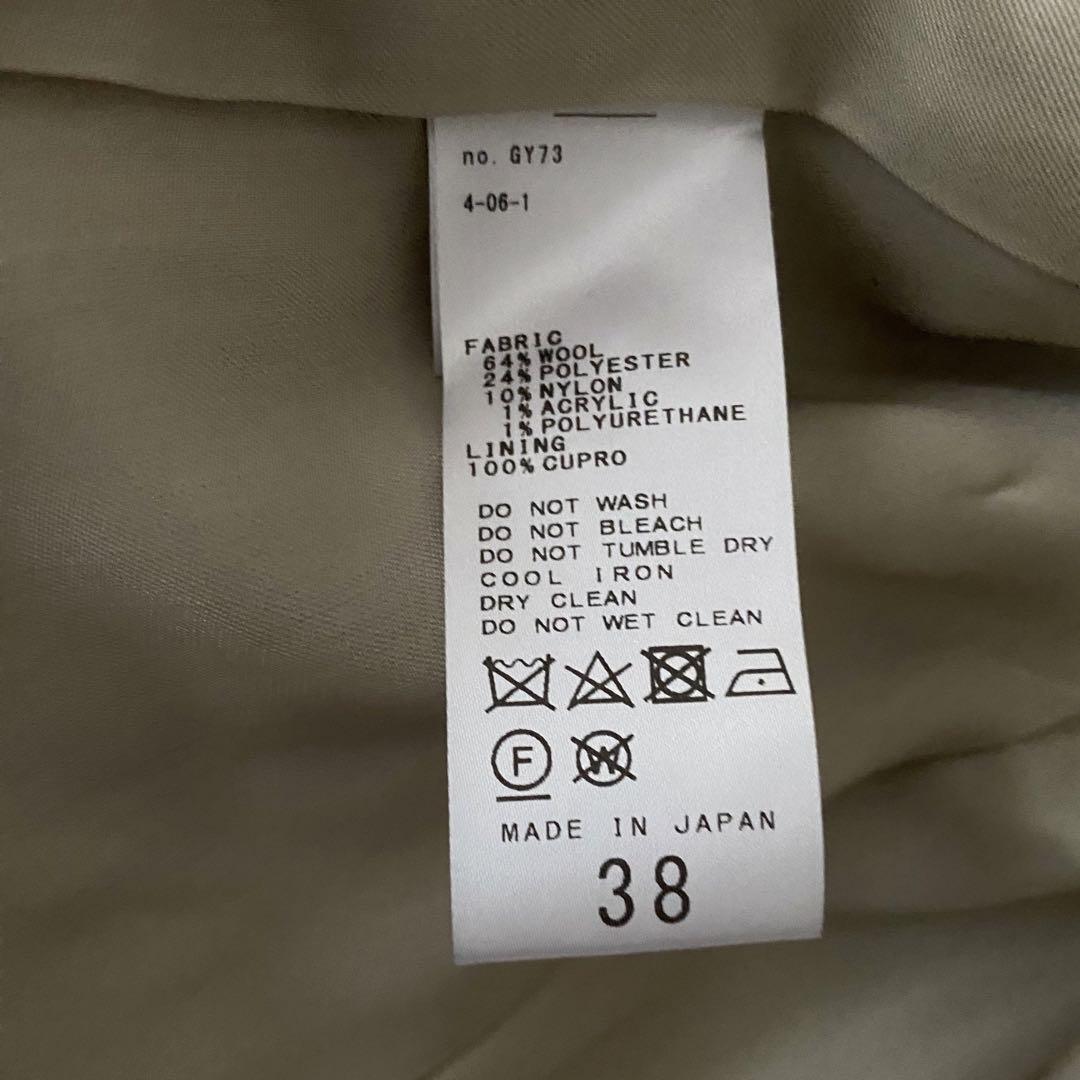 no. GY73
4-06-1
FABRIC
64% WOOL
24% POLYESTER
10% NYLON
1% ACRYLIC
1% POLYURETHANE
LINING
100% CUPRO
DO NOT WASH
DO NOT BLEACH
DO NOT TUMBLE DRY
COOL IRON
DRY CLEAN
DO NOT WET CLEAN
F W
MADE IN JAPAN
38